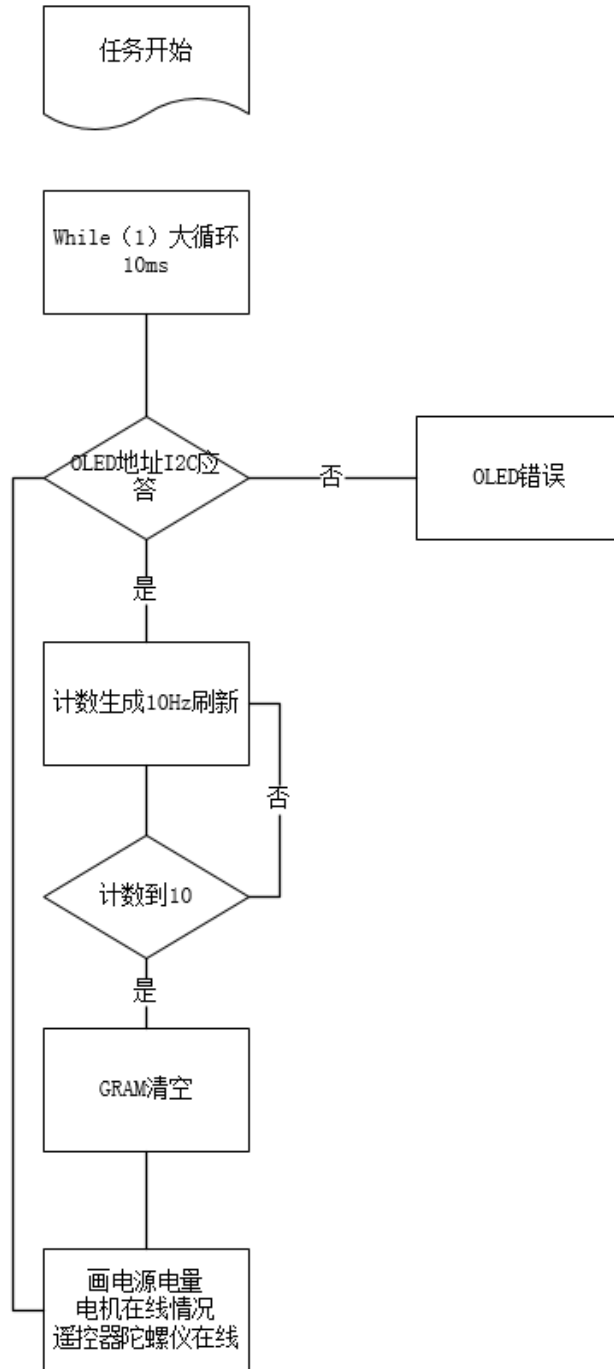 任务开始
While（1）大循环
10ms
OLED地址I2C应
答
否
OLED错误
是
计数生成10Hz刷新
否
计数到10
是
GRAM清空
画电源电量
电机在线情况
遥控器陀螺仪在线